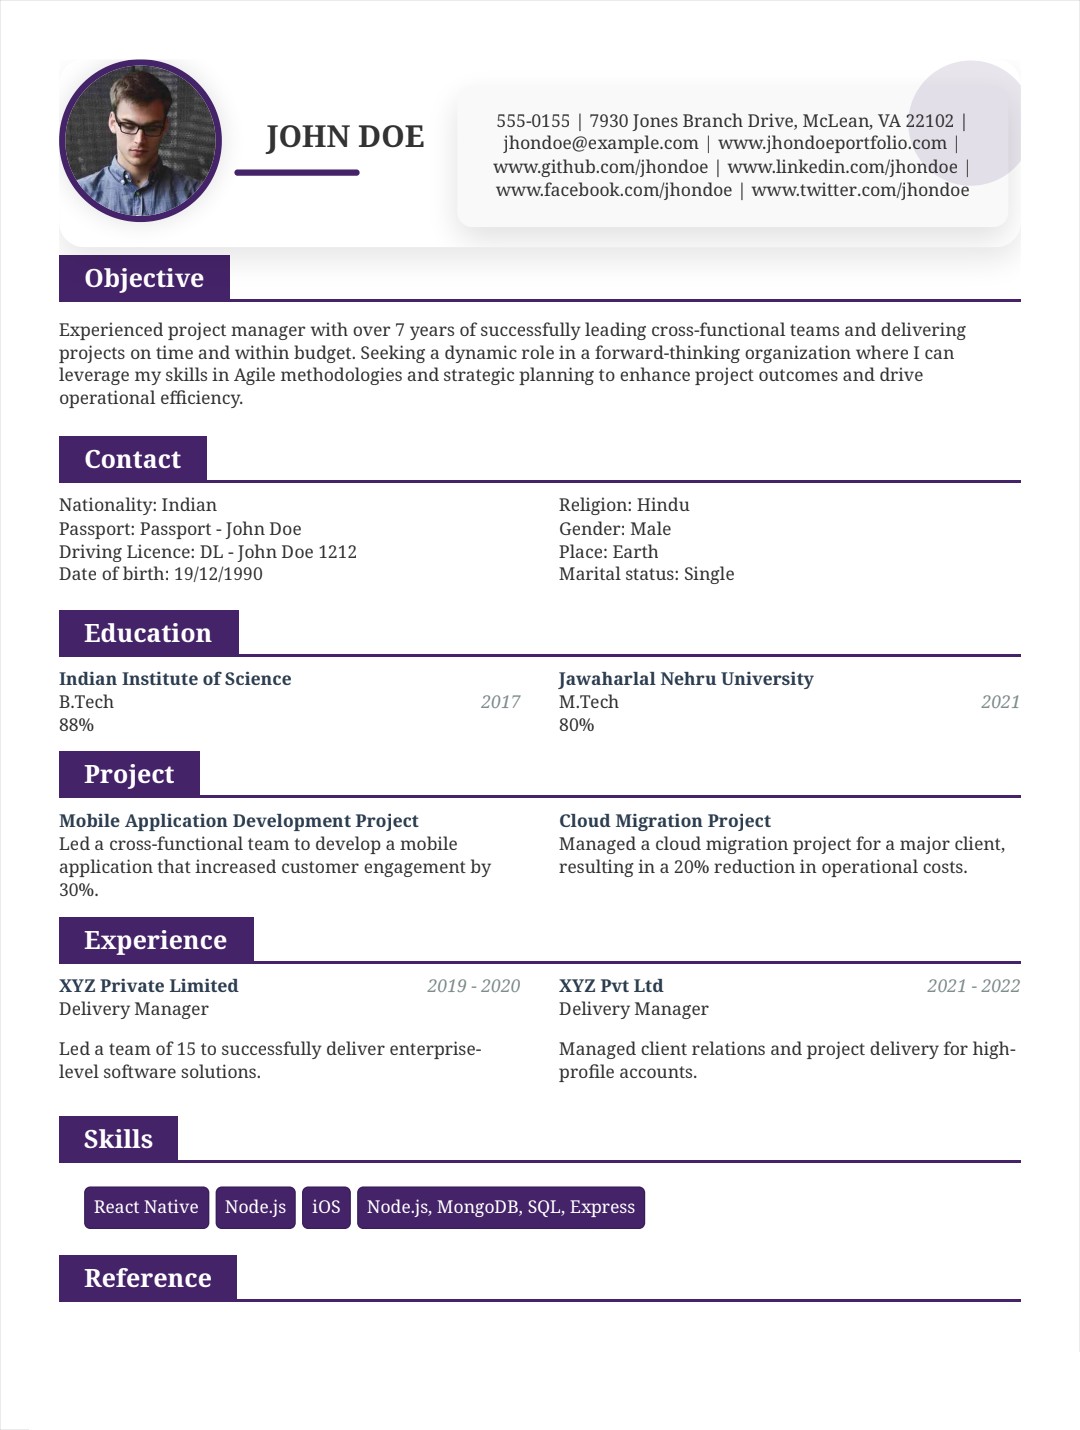 JOHN DOE
555-0155 | 7930 Jones Branch Drive, McLean, VA 22102 |
jhondoe@example.com | www.jhondoeportfolio.com |
www.github.com/jhondoe | www.linkedin.com/jhondoe |
www.facebook.com/jhondoe | www.twitter.com/jhondoe
Objective
Experienced project manager with over 7 years of successfully leading cross-functional teams and delivering
projects on time and within budget. Seeking a dynamic role in a forward-thinking organization where I can
leverage my skills in Agile methodologies and strategic planning to enhance project outcomes and drive
operational efficiency.
Contact
Nationality: Indian
Passport: Passport - John Doe
Driving Licence: DL - John Doe 1212
Date of birth: 19/12/1990
Religion: Hindu
Gender: Male
Place: Earth
Marital status: Single
Education
Indian Institute of Science
B.Tech 2017
88%
Jawaharlal Nehru University
M.Tech 2021
80%
Project
Mobile Application Development Project
Led a cross-functional team to develop a mobile
application that increased customer engagement by
30%.
Cloud Migration Project
Managed a cloud migration project for a major client,
resulting in a 20% reduction in operational costs.
Experience
XYZ Private Limited 2019 - 2020
Delivery Manager
Led a team of 15 to successfully deliver enterprise-
level software solutions.
XYZ Pvt Ltd 2021 - 2022
Delivery Manager
Managed client relations and project delivery for high-
profile accounts.
Skills
React Native Node.js iOS Node.js, MongoDB, SQL, Express
Reference